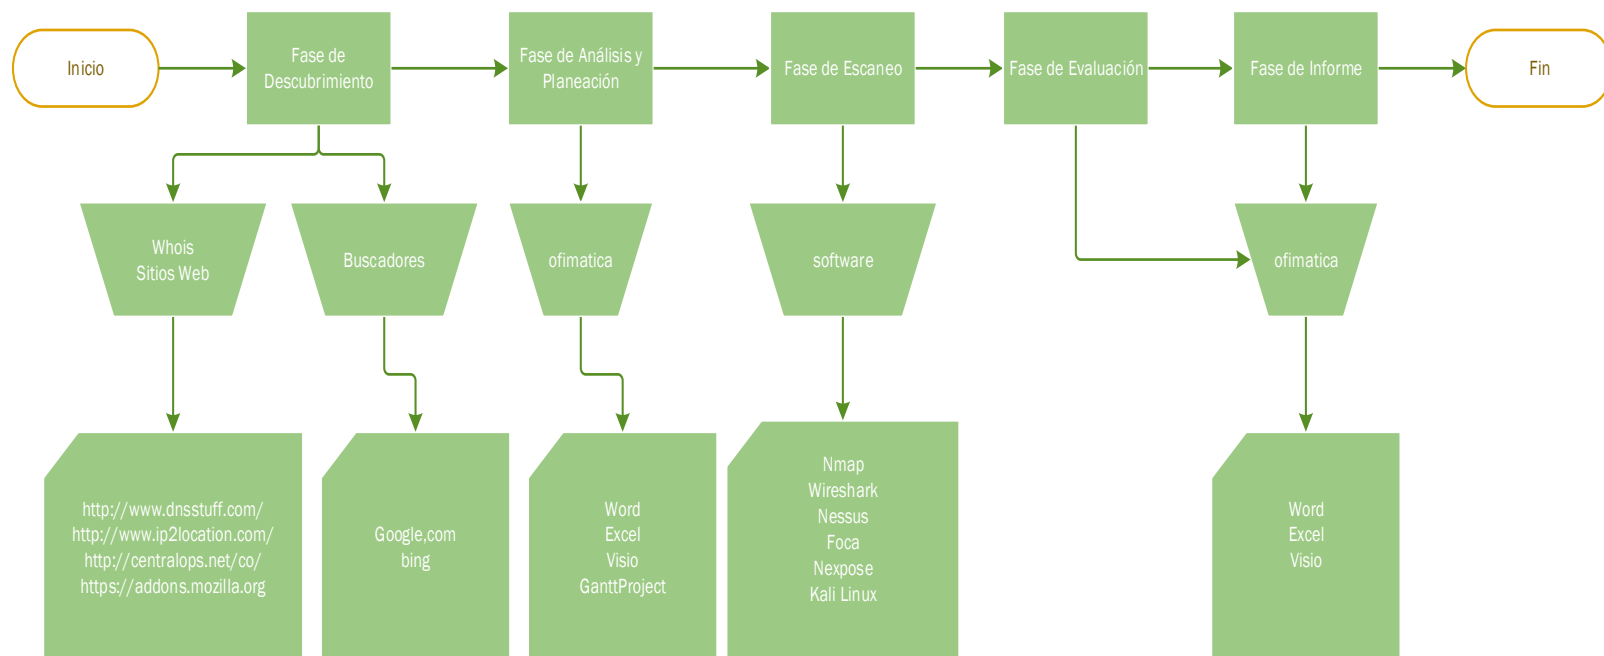 Inicio
Fase de
Descubrimiento
Fase de Análisis y
Planeación
Fase de Escaneo
Fase de Evaluación
Fase de Informe
Fin
Whois
Sitios Web
Buscadores
ofimatica
software
ofimatica
http://www.dnsstuff.com/
http://www.ip2location.com/
http://centralops.net/co/
https://addons.mozilla.org
Google,com
bing
Word
Excel
Visio
GanttProject
Nmap
Wireshark
Nessus
Foca
Nexpose
Kali Linux
Word
Excel
Visio